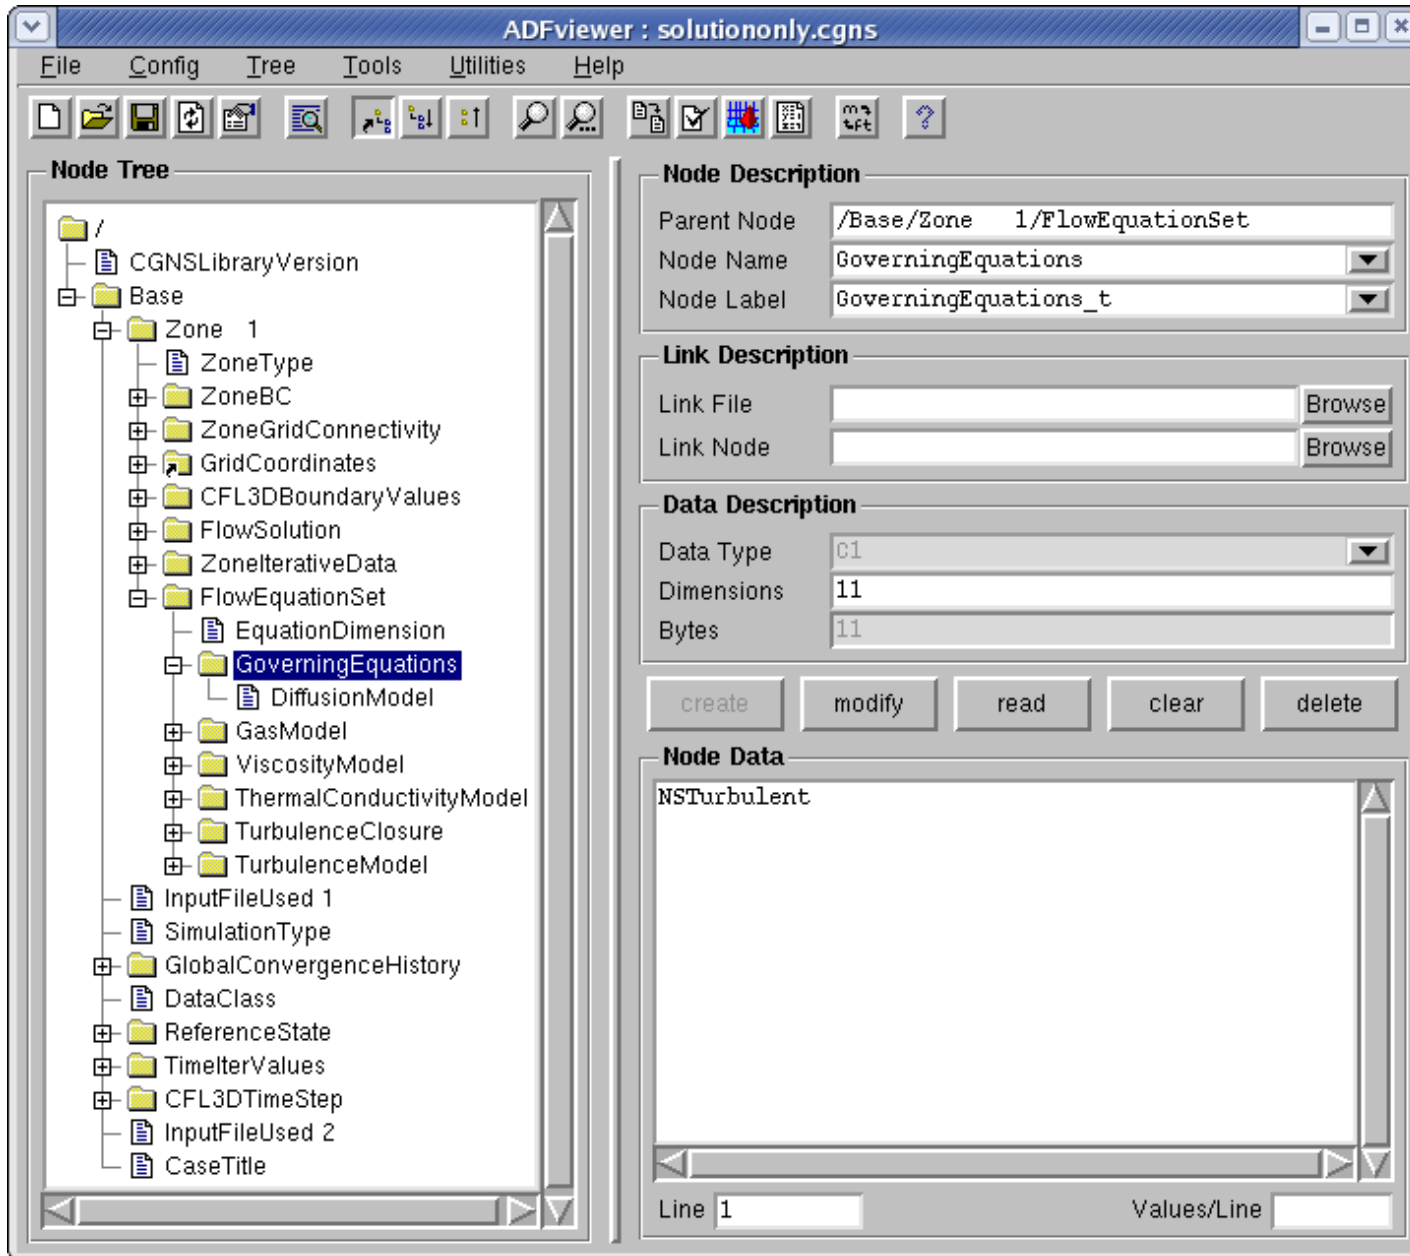 ADFviewer : solutiononly.cgns
File Config Tree Tools Utilities Help
Node Tree
/
CGNSLibraryVersion
Base
Zone   1
ZoneType
ZoneBC
ZoneGridConnectivity
GridCoordinates
CFL3DBoundaryValues
FlowSolution
ZoneIterativeData
FlowEquationSet
EquationDimension
GoverningEquations
DiffusionModel
GasModel
ViscosityModel
ThermalConductivityModel
TurbulenceClosure
TurbulenceModel
InputFileUsed 1
SimulationType
GlobalConvergenceHistory
DataClass
ReferenceState
TimeIterValues
CFL3DTimeStep
InputFileUsed 2
CaseTitle
Node Description
Parent Node /Base/Zone   1/FlowEquationSet
Node Name GoverningEquations
Node Label GoverningEquations_t
Link Description
Link File Browse
Link Node Browse
Data Description
Data Type C1
Dimensions 11
Bytes 11
create modify read clear delete
Node Data
NSTurbulent
Line 1 Values/Line